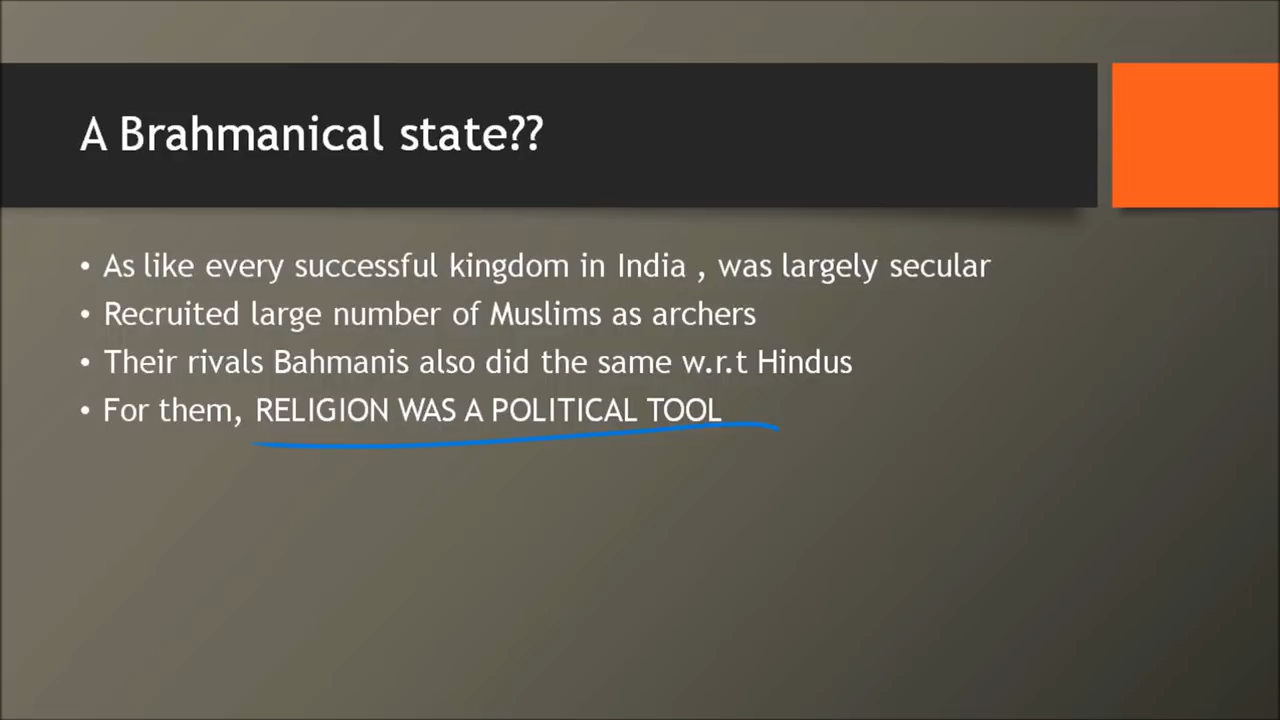 A Brahmanical state??
• As like every successful kingdom in India , was largely secular
• Recruited large number of Muslims as archers
• Their rivals Bahmanis also did the same w.r.t Hindus
• For them, RELIGION WAS A POLITICAL TOOL